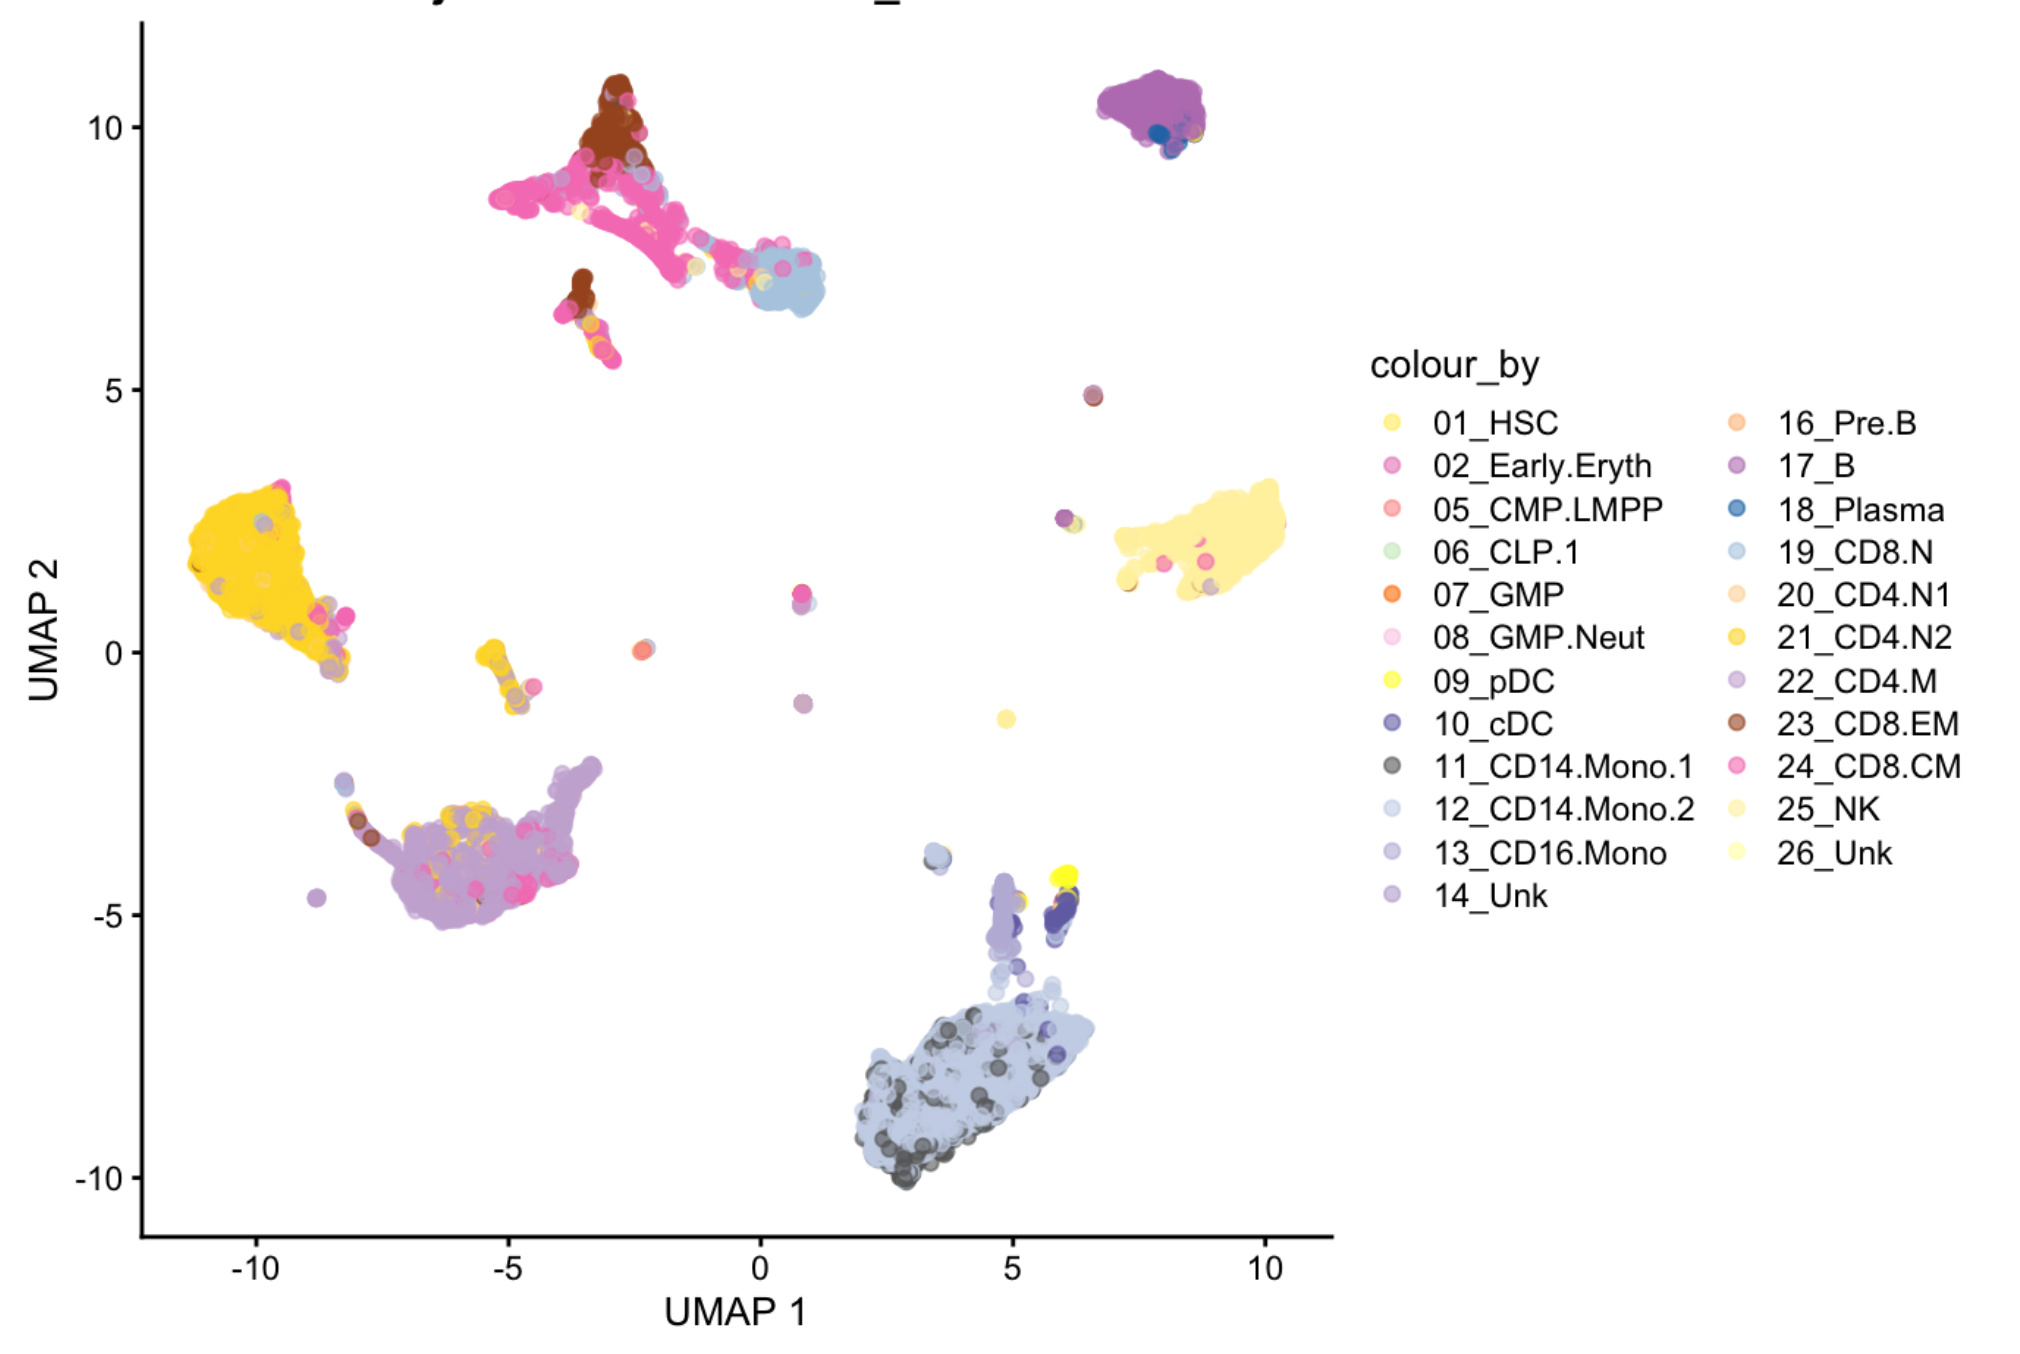 10
5
0
-5
-10
UMAP 2
-10
-5
0
5
10
UMAP 1
colour_by
01_HSC
02_Early.Eryth
05_CMP.LMPP
06_CLP.1
07_GMP
08_GMP.Neut
09_pDC
10_cDC
11_CD14.Mono.1
12_CD14.Mono.2
13_CD16.Mono
14_Unk
16_Pre.B
17_B
18_Plasma
19_CD8.N
20_CD4.N1
21_CD4.N2
22_CD4.M
23_CD8.EM
24_CD8.CM
25_NK
26_Unk